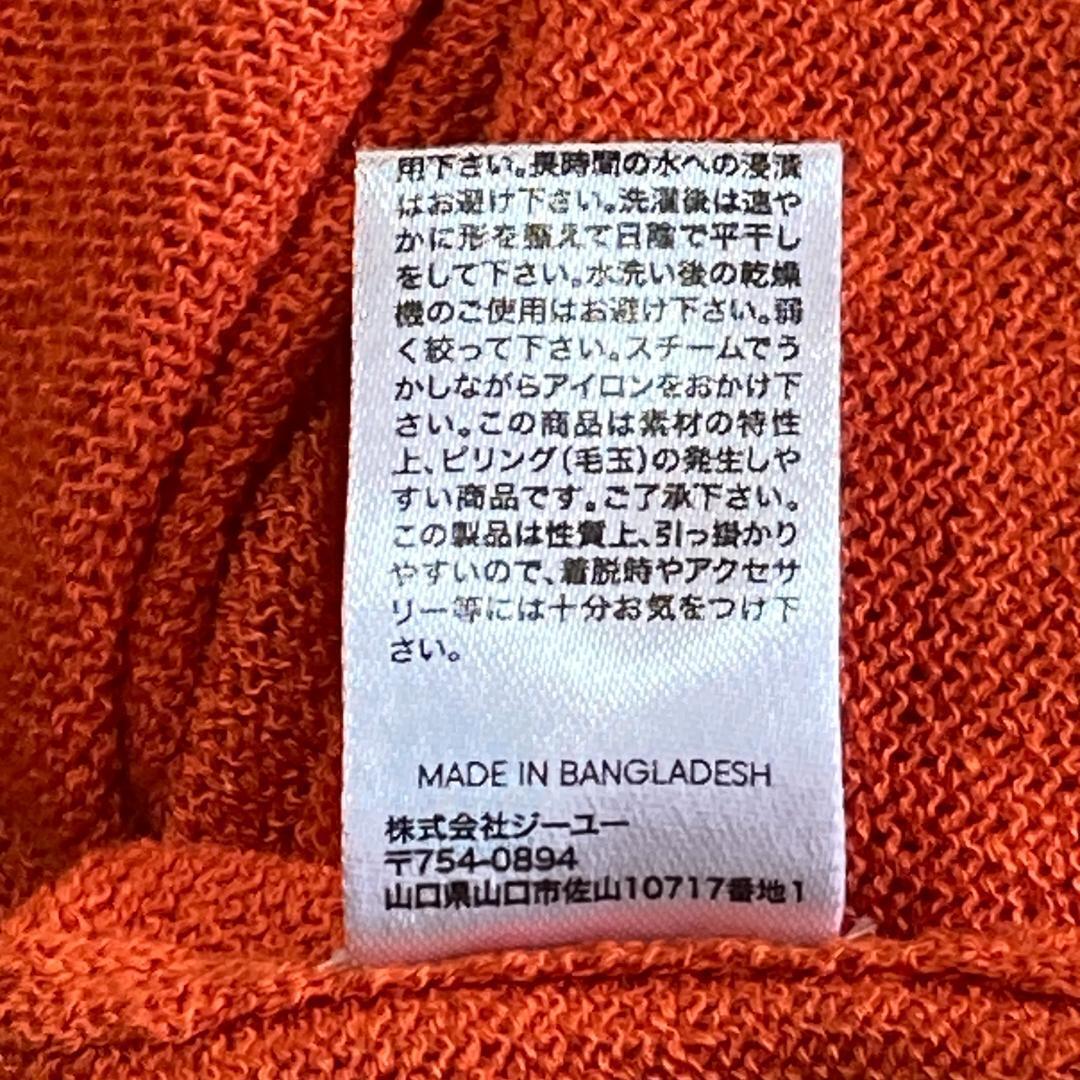 用下さい。長時間の水への浸漬
はお避け下さい。洗濯後は速や
かに形を整えて日陰で平干し
をして下さい。水洗い後の乾燥
機のご使用はお避け下さい。弱
く絞って下さい。スチームでう
かしながらアイロンをおかけ下
さい。この商品は素材の特性
上、ピリング(毛玉)の発生しや
すい商品です。ご了承下さい。
この製品は性質上、引っ掛かり
やすいので、着脱時やアクセサ
リー等には十分お気をつけ下
さい。
MADE IN BANGLADESH
株式会社ジーユー
〒754-0894
山口県山口市佐山10717番地1